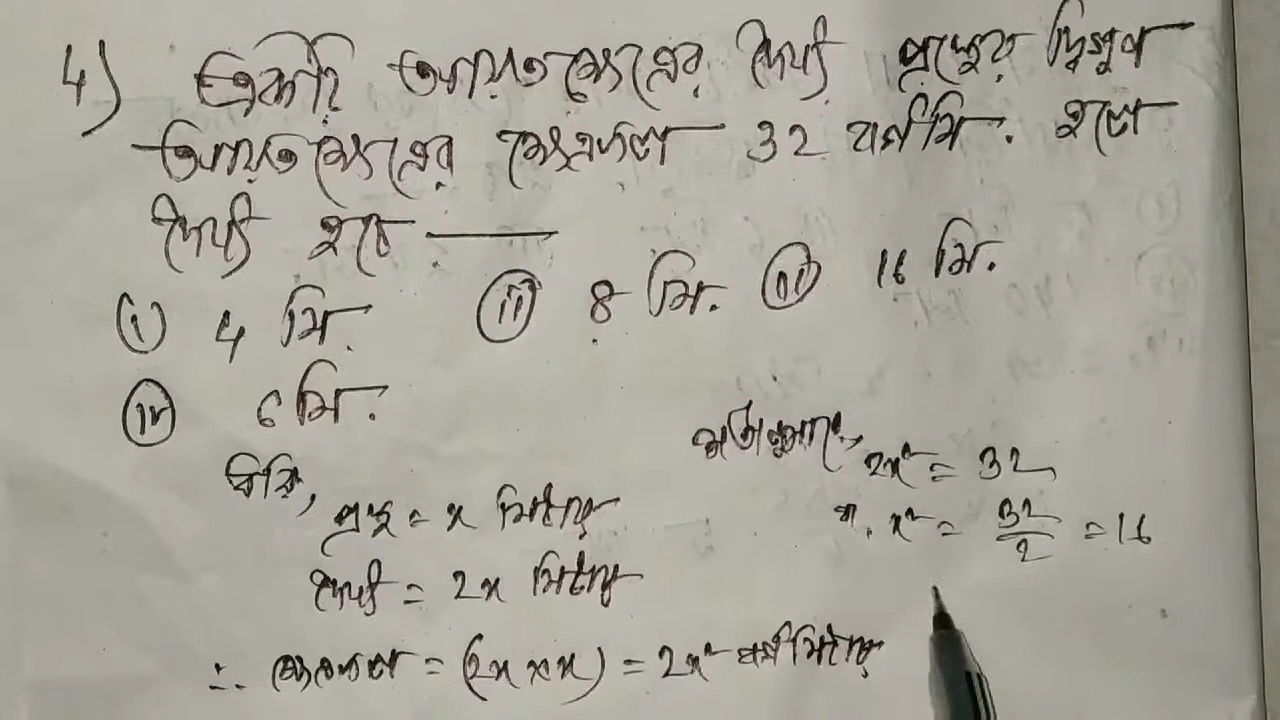 4) একটি আয়তক্ষেত্রের দৈর্ঘ্য প্রস্থের দ্বিগুণ
আয়তক্ষেত্রের ক্ষেত্রফল 32 বর্গমি. হলে
দৈর্ঘ্য হবে ———
(i) 4 মি. (ii) 8 মি. (iii) 16 মি.
(iv) 6 মি.
ধরি,
প্রস্থ = x মিটার
দৈর্ঘ্য = 2x মিটার
∴ ক্ষেত্রফল = (2x × x) = 2x² বর্গমিটার
শর্তানুসারে, 2x² = 32
বা, x² = 32/2 = 16